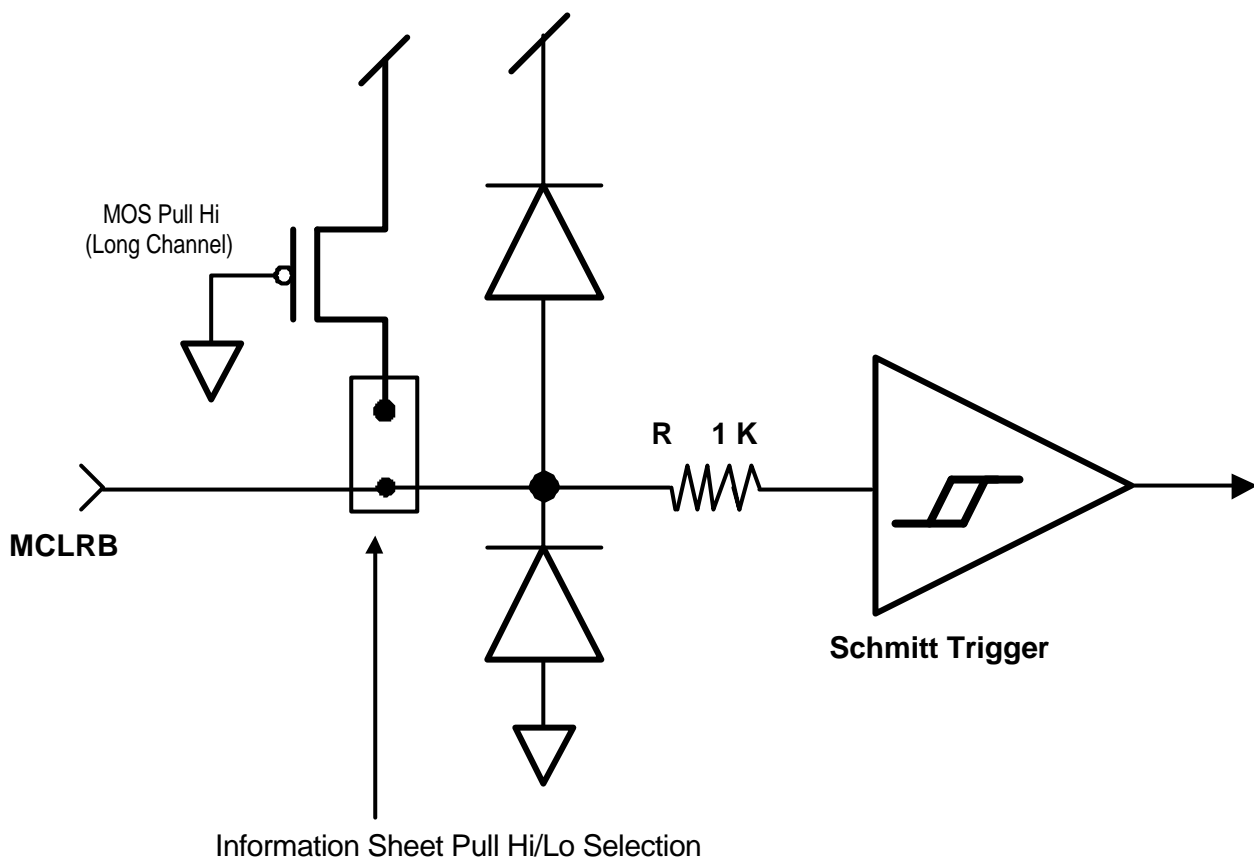 MOS Pull Hi
(Long Channel)
R 1 K
MCLRB
Schmitt Trigger
Information Sheet Pull Hi/Lo Selection